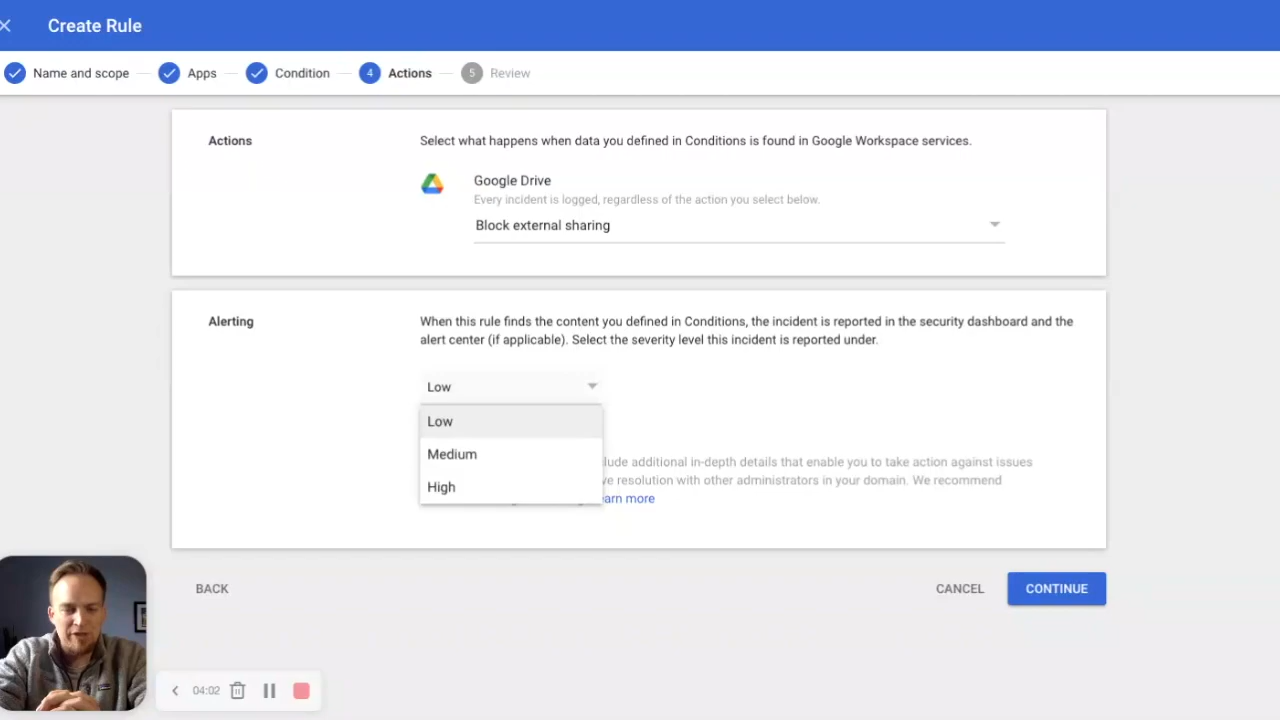 Create Rule
Name and scope
Apps
Condition
4 Actions
5 Review
Actions
Select what happens when data you defined in Conditions is found in Google Workspace services.
Google Drive
Every incident is logged, regardless of the action you select below.
Block external sharing
Alerting
When this rule finds the content you defined in Conditions, the incident is reported in the security dashboard and the
alert center (if applicable). Select the severity level this incident is reported under.
Low
Low
Medium
High
additional in-depth details that enable you to take action against issues
resolution with other administrators in your domain. We recommend
more
BACK
CANCEL
CONTINUE
04:02